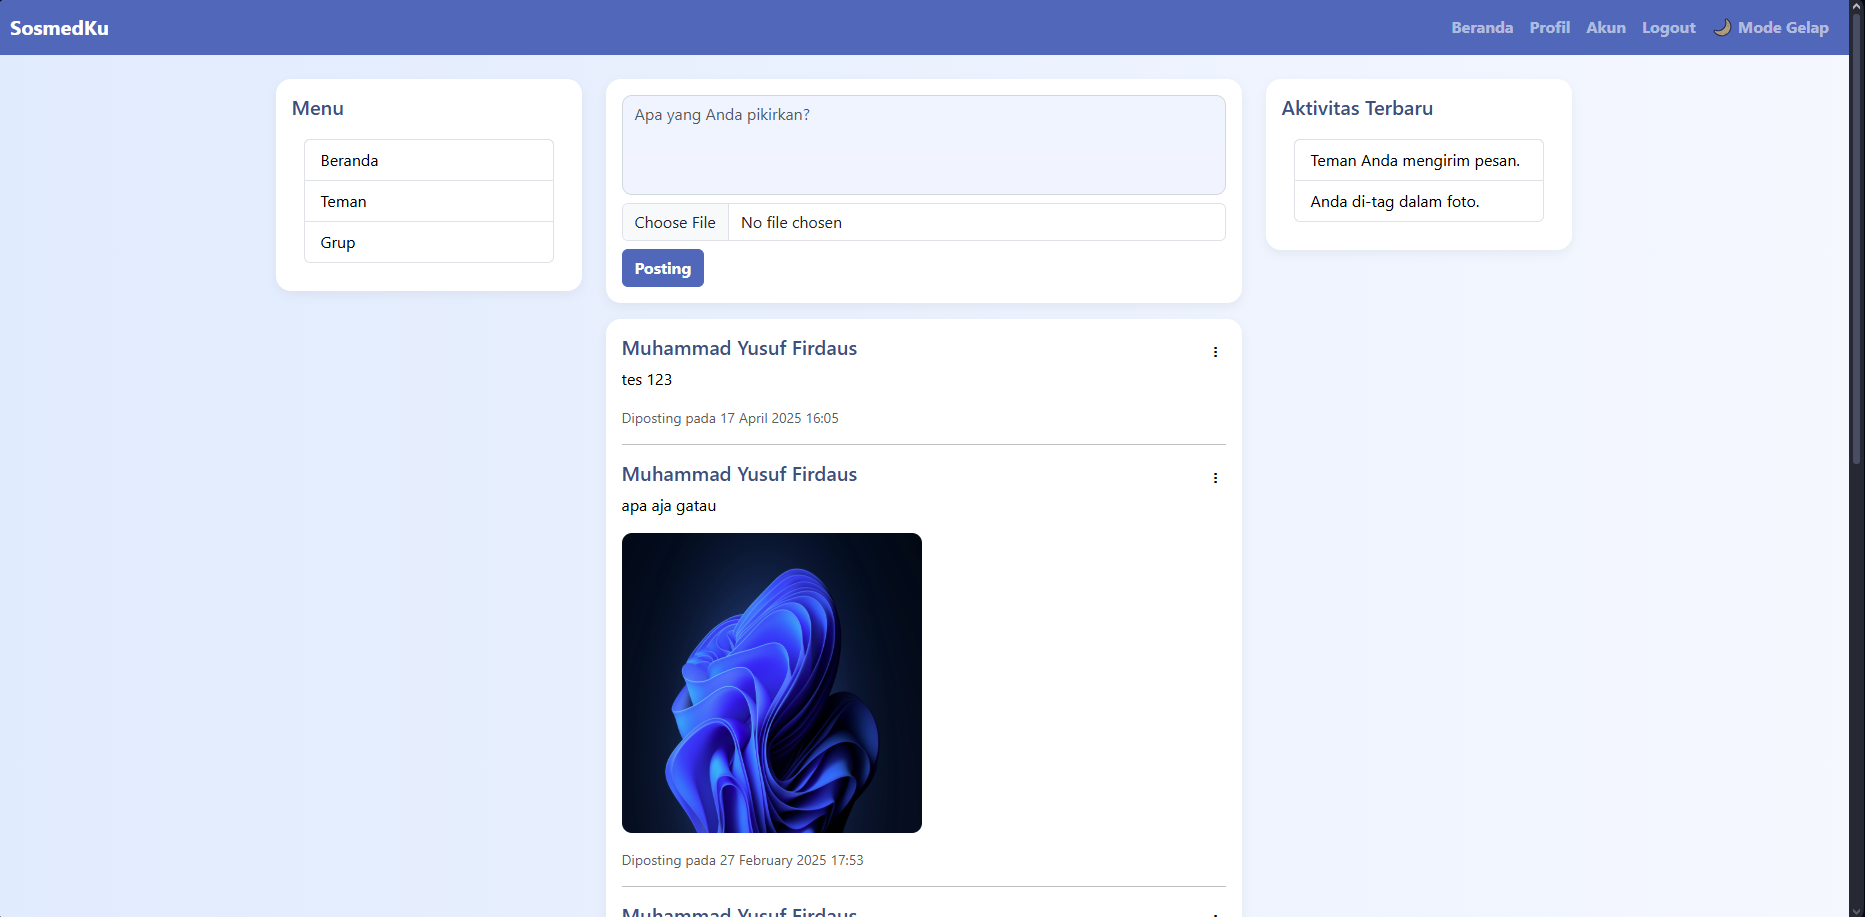 SosmedKu
Beranda Profil Akun Logout 🌙 Mode Gelap
Menu
Beranda
Teman
Grup
Apa yang Anda pikirkan?
Choose File No file chosen
Posting
Muhammad Yusuf Firdaus
tes 123
Diposting pada 17 April 2025 16:05
Muhammad Yusuf Firdaus
apa aja gatau
Diposting pada 27 February 2025 17:53
Muhammad Yusuf Firdaus
Aktivitas Terbaru
Teman Anda mengirim pesan.
Anda di-tag dalam foto.